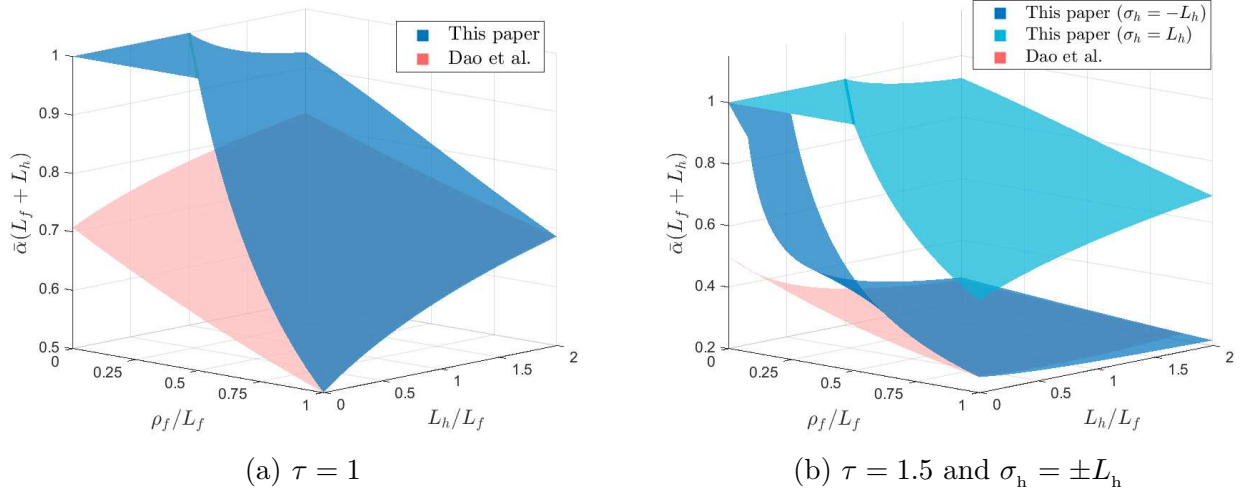 This paper
Dao et al.
ᾱ(L_f + L_h)
1
0.9
0.8
0.7
0.6
0.5
0
0.25
0.5
0.75
1
0
0.5
1
1.5
2
ρ_f/L_f
L_h/L_f
(a) τ = 1
This paper (σ_h = −L_h)
This paper (σ_h = L_h)
Dao et al.
ᾱ(L_f + L_h)
1
0.8
0.6
0.4
0.2
0
0.25
0.5
0.75
1
0
0.5
1
1.5
2
ρ_f/L_f
L_h/L_f
(b) τ = 1.5 and σ_h = ±L_h